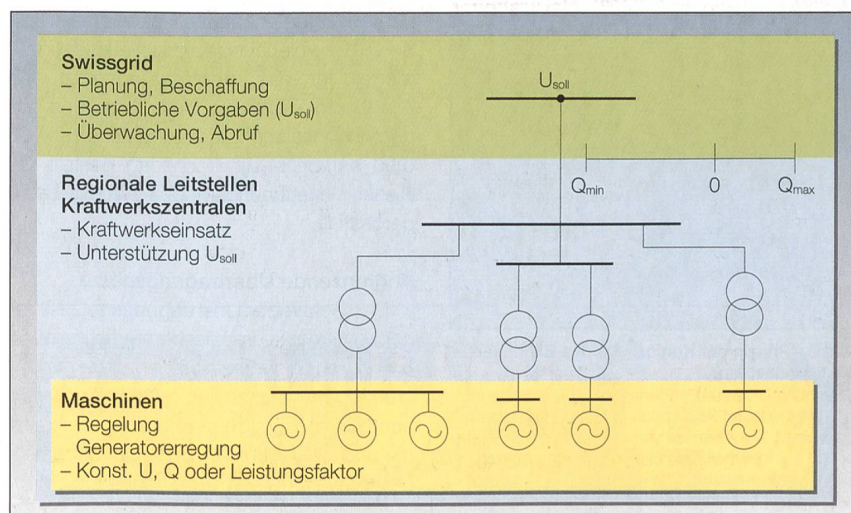 Swissgrid
– Planung, Beschaffung
– Betriebliche Vorgaben (Usoll)
– Überwachung, Abruf
Usoll
Qmin
0
Qmax
Regionale Leitstellen
Kraftwerkszentralen
– Kraftwerkseinsatz
– Unterstützung Usoll
Maschinen
– Regelung
Generatorerregung
– Konst. U, Q oder Leistungsfaktor